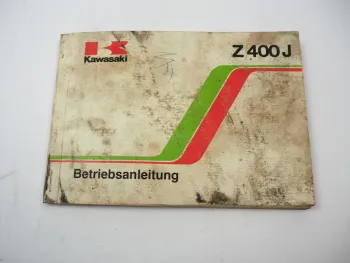 Kawasaki
Z 400 J
Betriebsanleitung